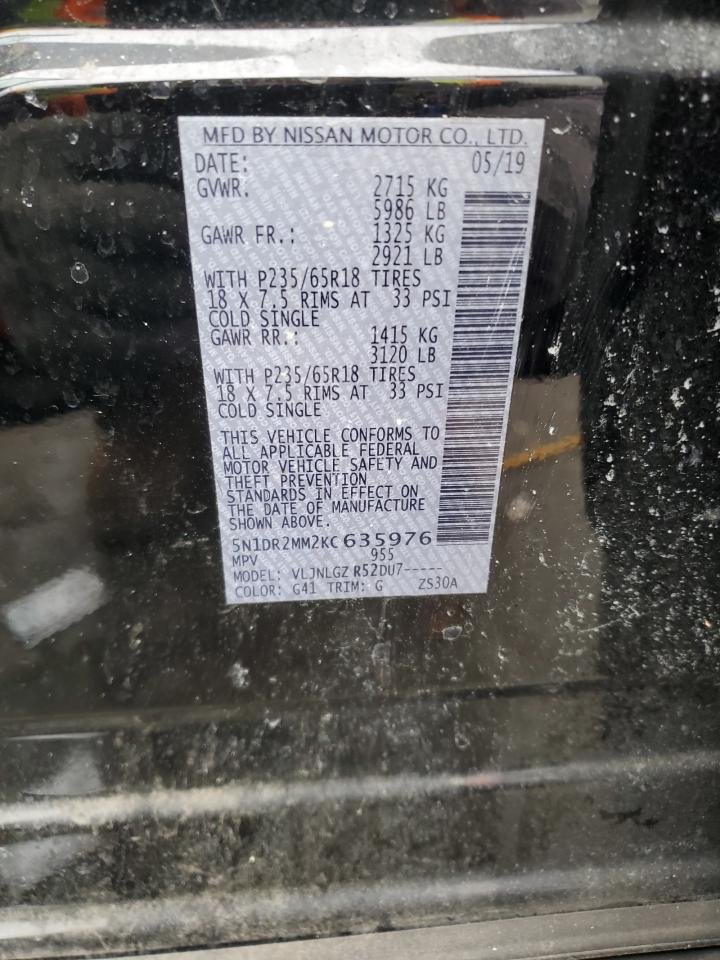 MFD BY NISSAN MOTOR CO., LTD.
DATE: 05/19
GVWR: 2715 KG
5986 LB
GAWR FR.: 1325 KG
2921 LB
WITH P235/65R18 TIRES
18 X 7.5 RIMS AT 33 PSI
COLD SINGLE
GAWR RR.: 1415 KG
3120 LB
WITH P235/65R18 TIRES
18 X 7.5 RIMS AT 33 PSI
COLD SINGLE
THIS VEHICLE CONFORMS TO
ALL APPLICABLE FEDERAL
MOTOR VEHICLE SAFETY AND
THEFT PREVENTION
STANDARDS IN EFFECT ON
THE DATE OF MANUFACTURE
SHOWN ABOVE.
5N1DR2MM2KC635976
MPV 955
MODEL: VLJNLGZ R52DU7-----
COLOR: G41 TRIM: G ZS30A